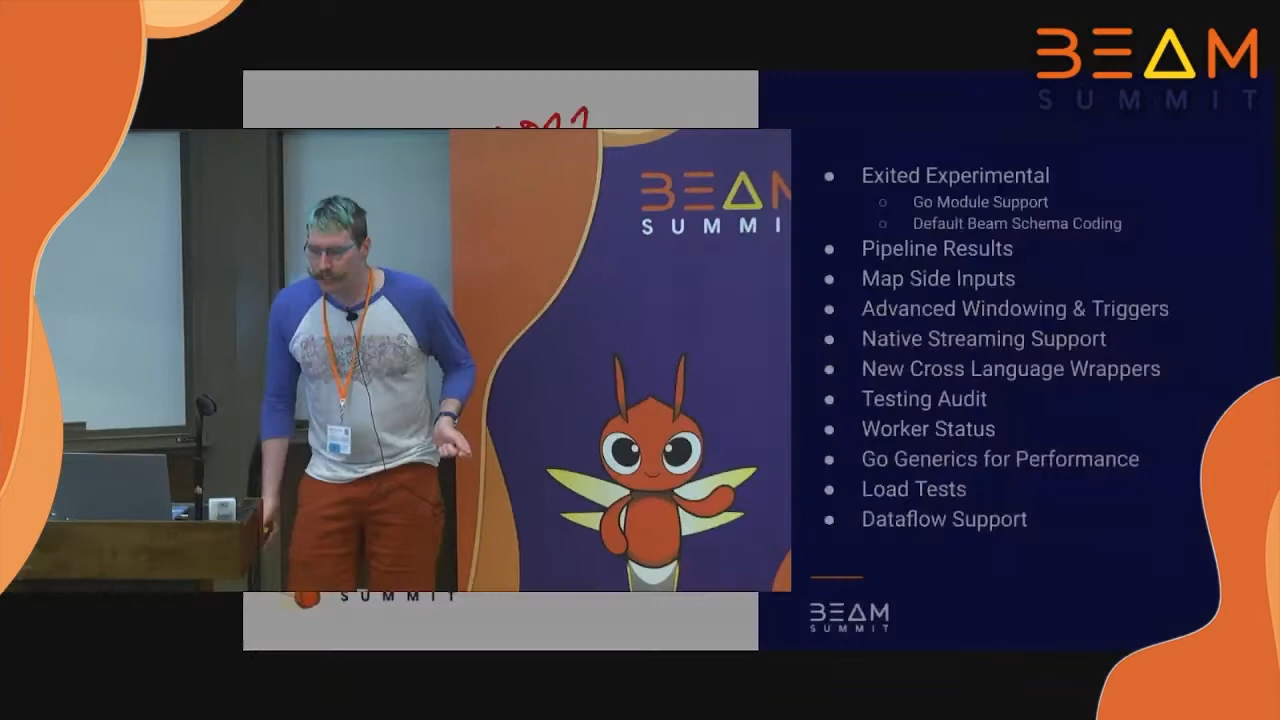 BEAM
SUMMIT
BEAM
SUMMI
Exited Experimental
Go Module Support
Default Beam Schema Coding
Pipeline Results
Map Side Inputs
Advanced Windowing & Triggers
Native Streaming Support
New Cross Language Wrappers
Testing Audit
Worker Status
Go Generics for Performance
Load Tests
Dataflow Support
SUMMIT
BEAM
SUMMIT